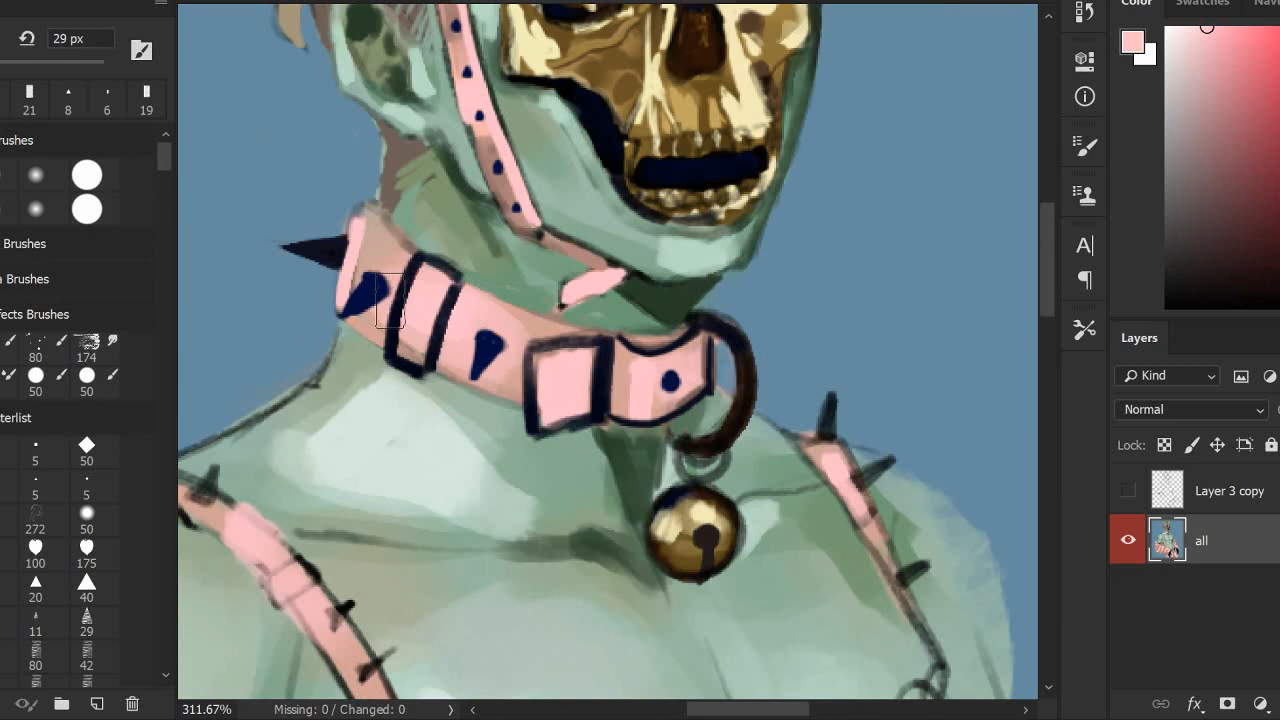 29 px
Color
Swatches
21 8 6 19
rushes
Brushes
a Brushes
fects Brushes
80 174
50 50
terlist
5 50
5 5
272 50
100 175
20 40
11 29
80 42
A
Layers
Kind
Normal
Lock:
Layer 3 copy
all
fx
311.67%
Missing: 0 / Changed: 0